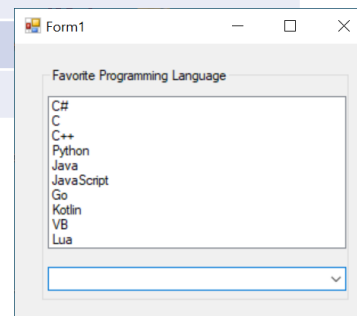 Form1
Favorite Programming Language
C#
C
C++
Python
Java
JavaScript
Go
Kotlin
VB
Lua